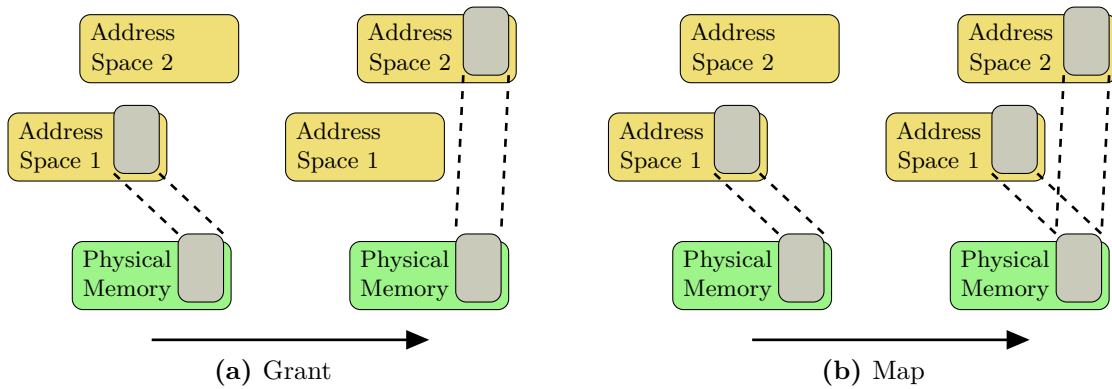 Address
Space 2
Address
Space 1
Physical
Memory
Address
Space 2
Address
Space 1
Physical
Memory
(a) Grant
Address
Space 2
Address
Space 1
Physical
Memory
Address
Space 2
Address
Space 1
Physical
Memory
(b) Map